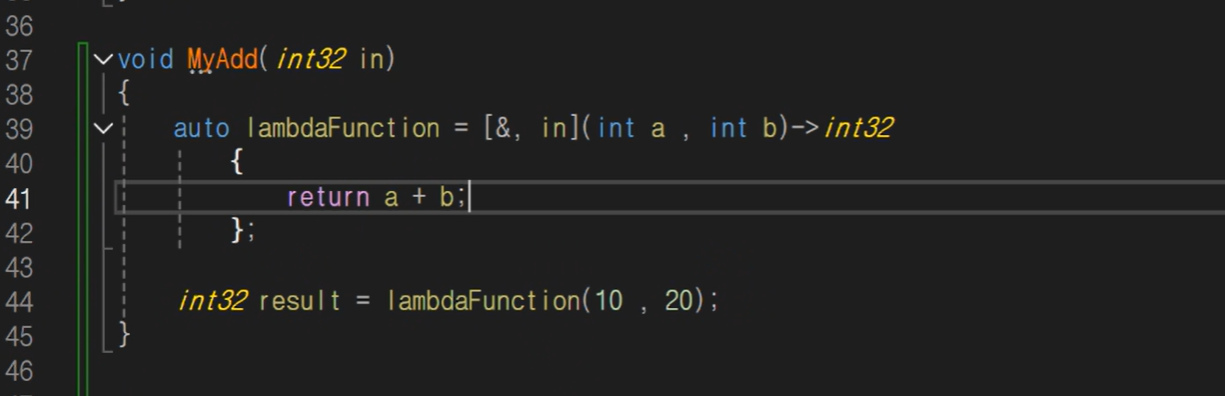 36
37 void MyAdd( int32 in)
38 {
39 auto lambdaFunction = [&, in](int a , int b)->int32
40 {
41 return a + b;
42 };
43
44 int32 result = lambdaFunction(10 , 20);
45 }
46